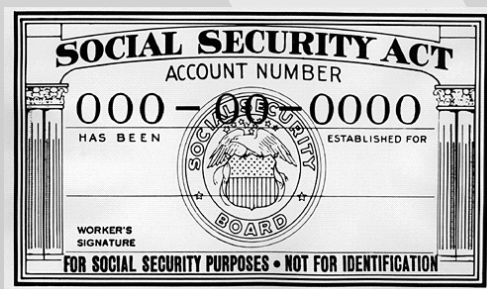 SOCIAL SECURITY ACT
ACCOUNT NUMBER
000-00-0000
HAS BEEN ESTABLISHED FOR
SOCIAL SECURITY
BOARD
WORKER'S
SIGNATURE
FOR SOCIAL SECURITY PURPOSES • NOT FOR IDENTIFICATION